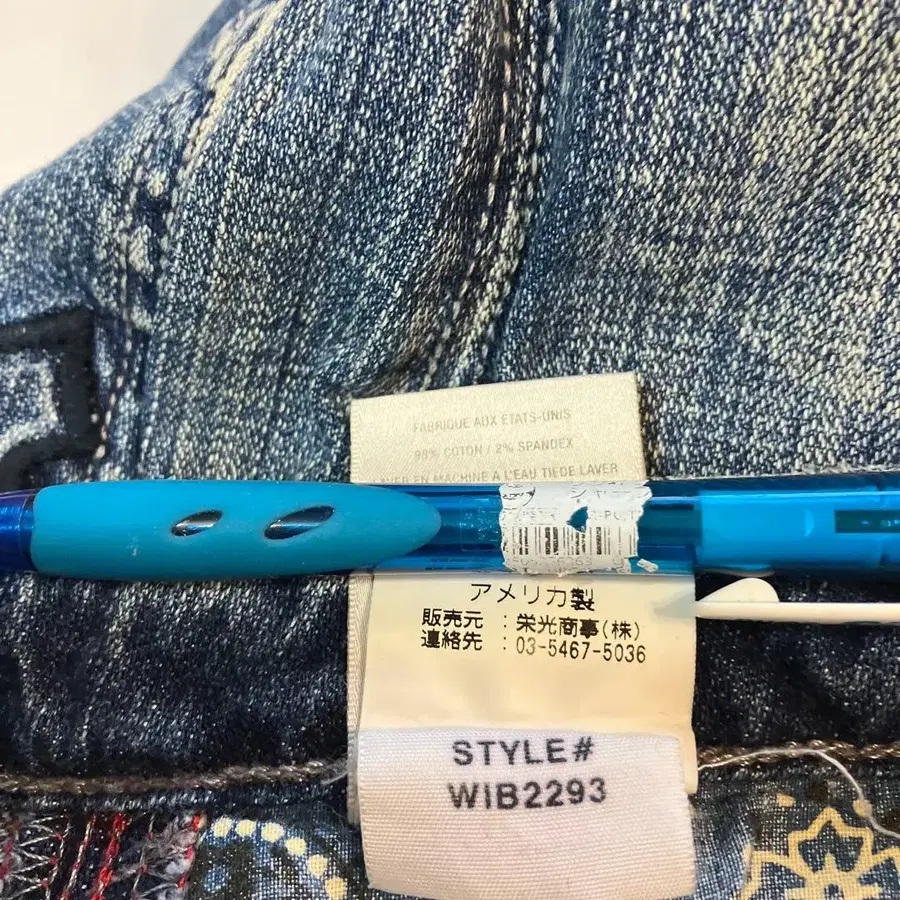 FABRIQUE AUX ETATS-UNIS
98% COTON / 2% SPANDEX
EN MACHINE A L'EAU TIEDE LAVER
アメリカ製
販売元 : 栄光商事(株)
連絡先 : 03-5467-5036
STYLE#
WIB2293